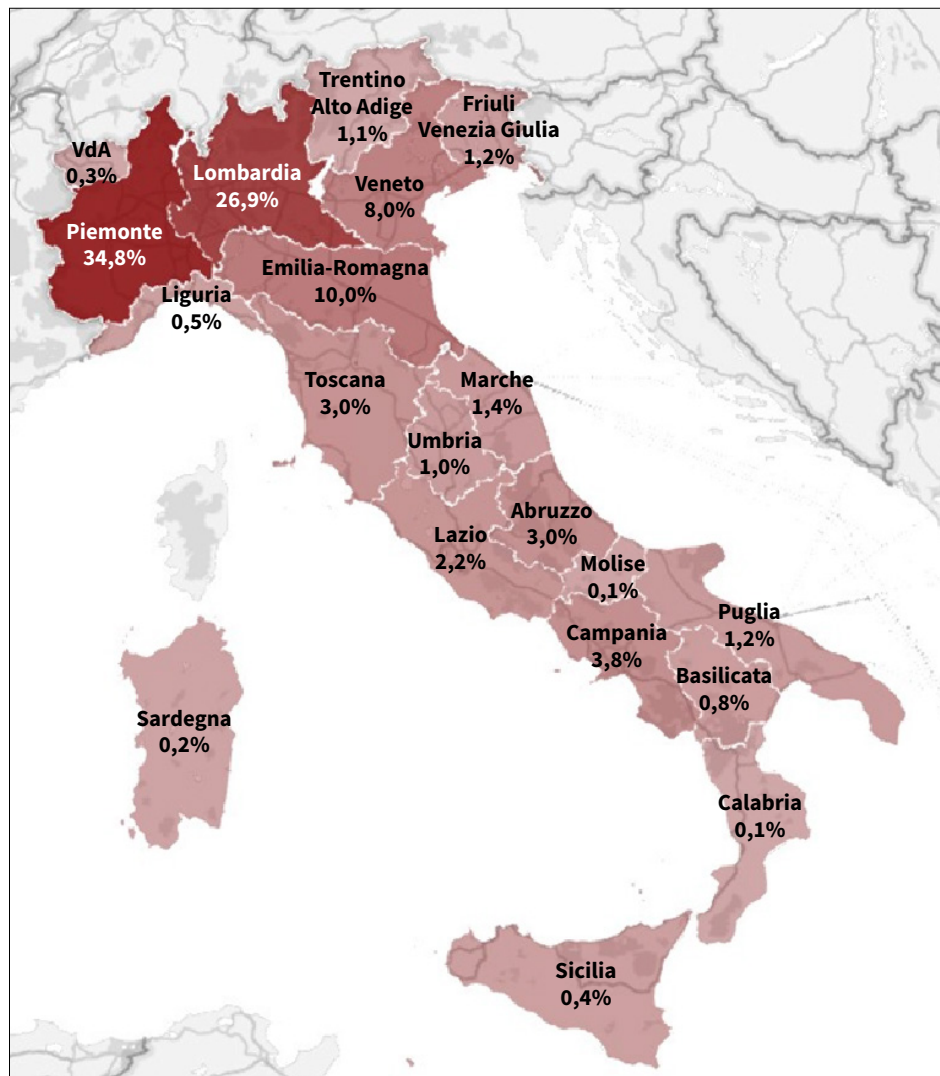 Trentino
Alto Adige
1,1%
Friuli
Venezia Giulia
1,2%
VdA
0,3%
Lombardia
26,9%
Veneto
8,0%
Piemonte
34,8%
Emilia-Romagna
10,0%
Liguria
0,5%
Toscana
3,0%
Marche
1,4%
Umbria
1,0%
Abruzzo
3,0%
Lazio
2,2%
Molise
0,1%
Puglia
1,2%
Campania
3,8%
Basilicata
0,8%
Sardegna
0,2%
Calabria
0,1%
Sicilia
0,4%